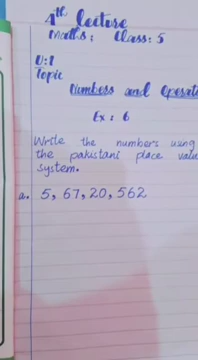 4th lecture
Maths; Class: 5
U:1
Topic
Numbers and Operati
Ex : 6
Write the numbers using
the pakistani place valu
system.
a. 5, 67, 20, 562